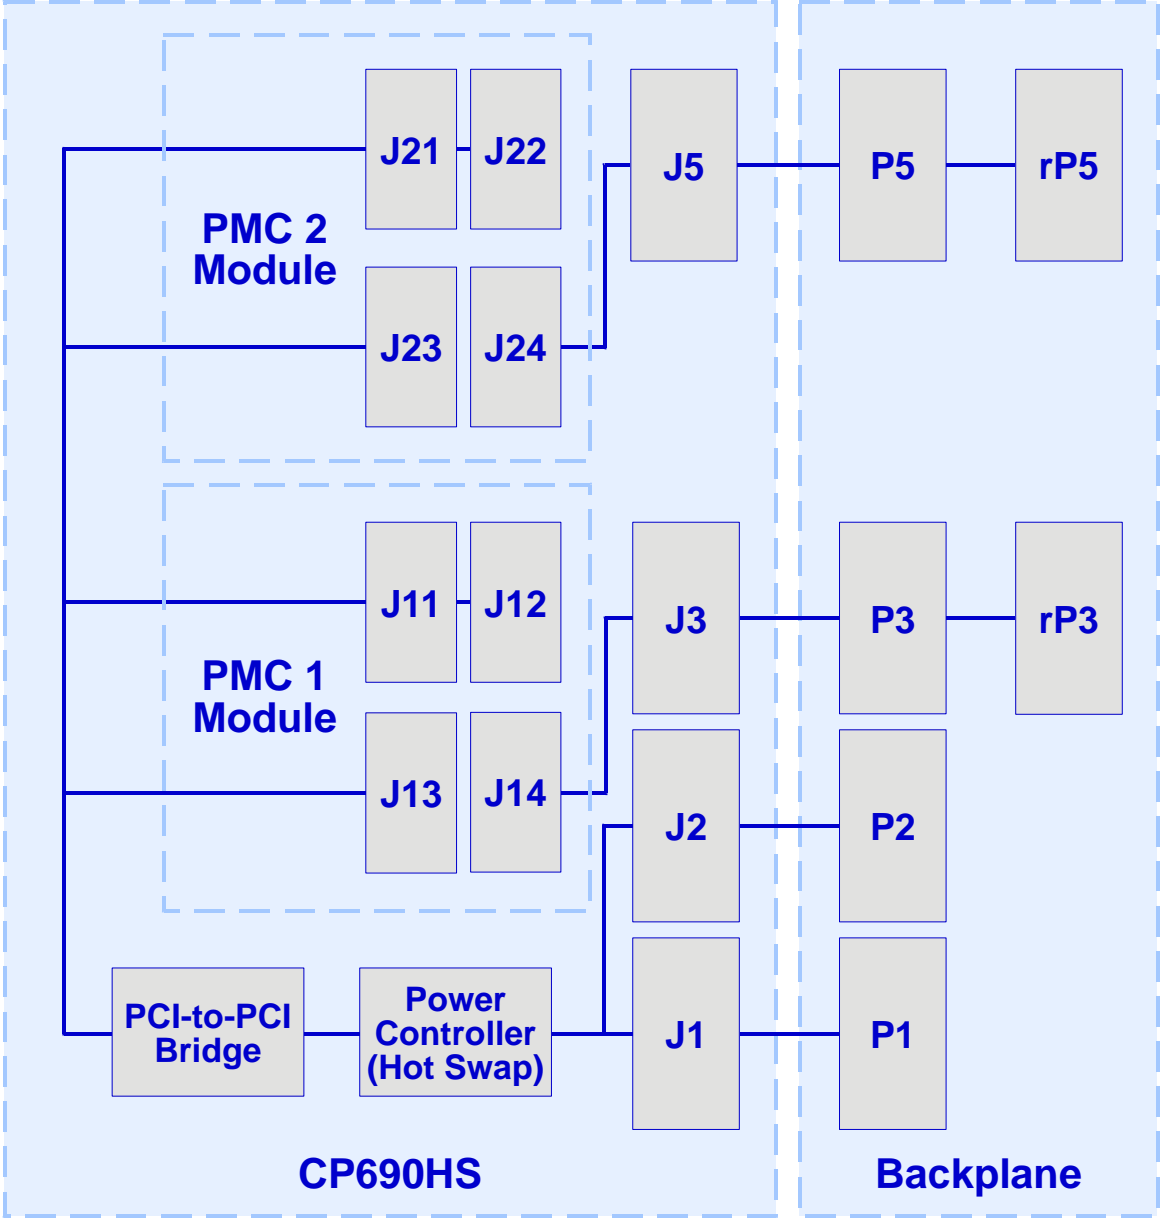 J21
J22
J5
P5
rP5
PMC 2
Module
J23
J24
J11
J12
J3
P3
rP3
PMC 1
Module
J13
J14
J2
P2
PCI-to-PCI
Bridge
Power
Controller
(Hot Swap)
J1
P1
CP690HS
Backplane